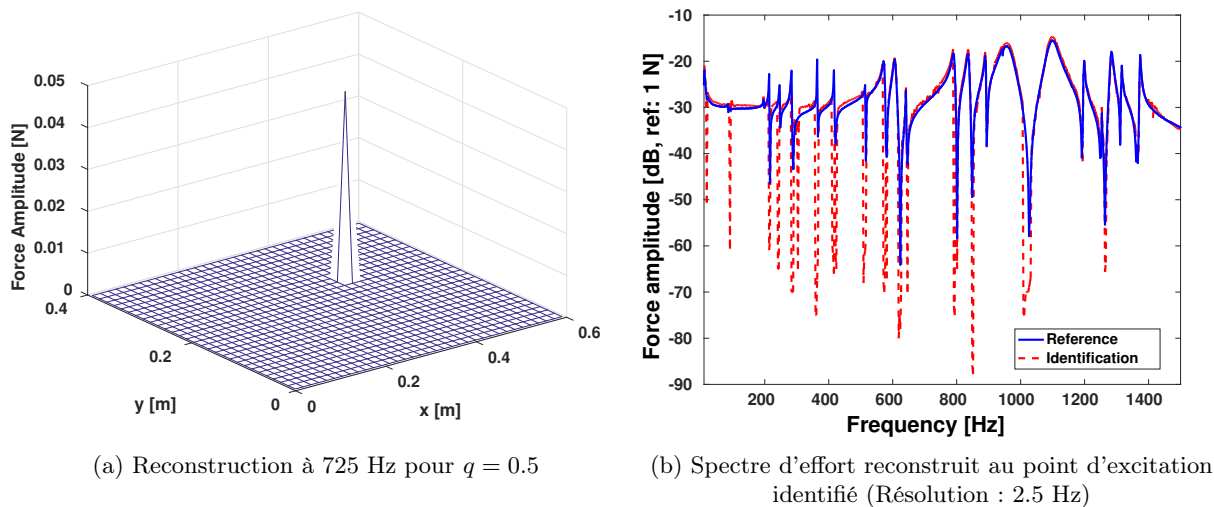 0.05
0.04
0.03
0.02
0.01
0
Force Amplitude [N]
0.4
0.2
0
y [m]
0
0.2
0.4
0.6
x [m]
(a) Reconstruction à 725 Hz pour q = 0.5
-10
-20
-30
-40
-50
-60
-70
-80
-90
Force amplitude [dB, ref: 1 N]
Reference
Identification
200 400 600 800 1000 1200 1400
Frequency [Hz]
(b) Spectre d'effort reconstruit au point d'excitation
identifié (Résolution : 2.5 Hz)